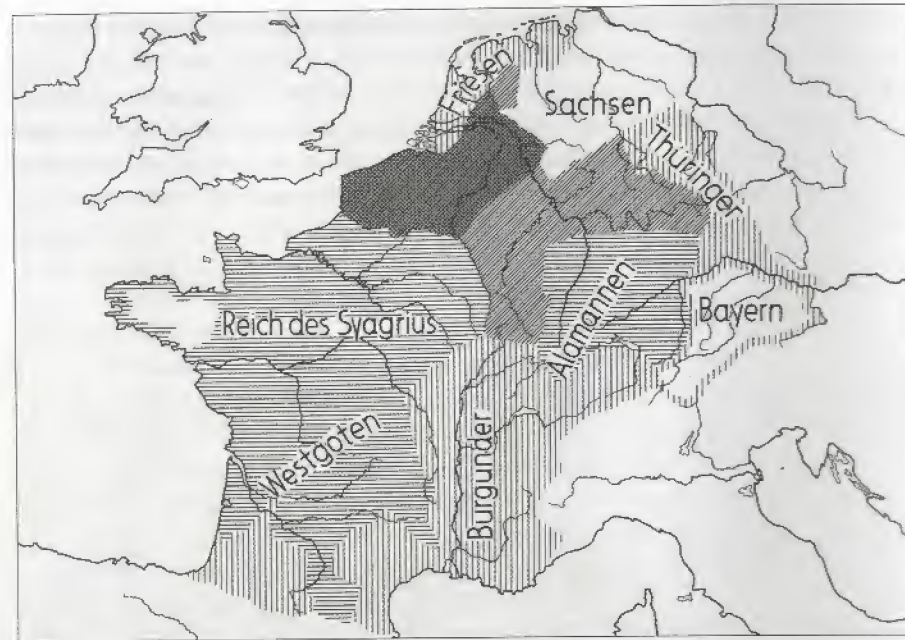 Friesen
Sachsen
Thüringer
Reich des Syagrius
Alamannen
Bayern
Westgoten
Burgunder